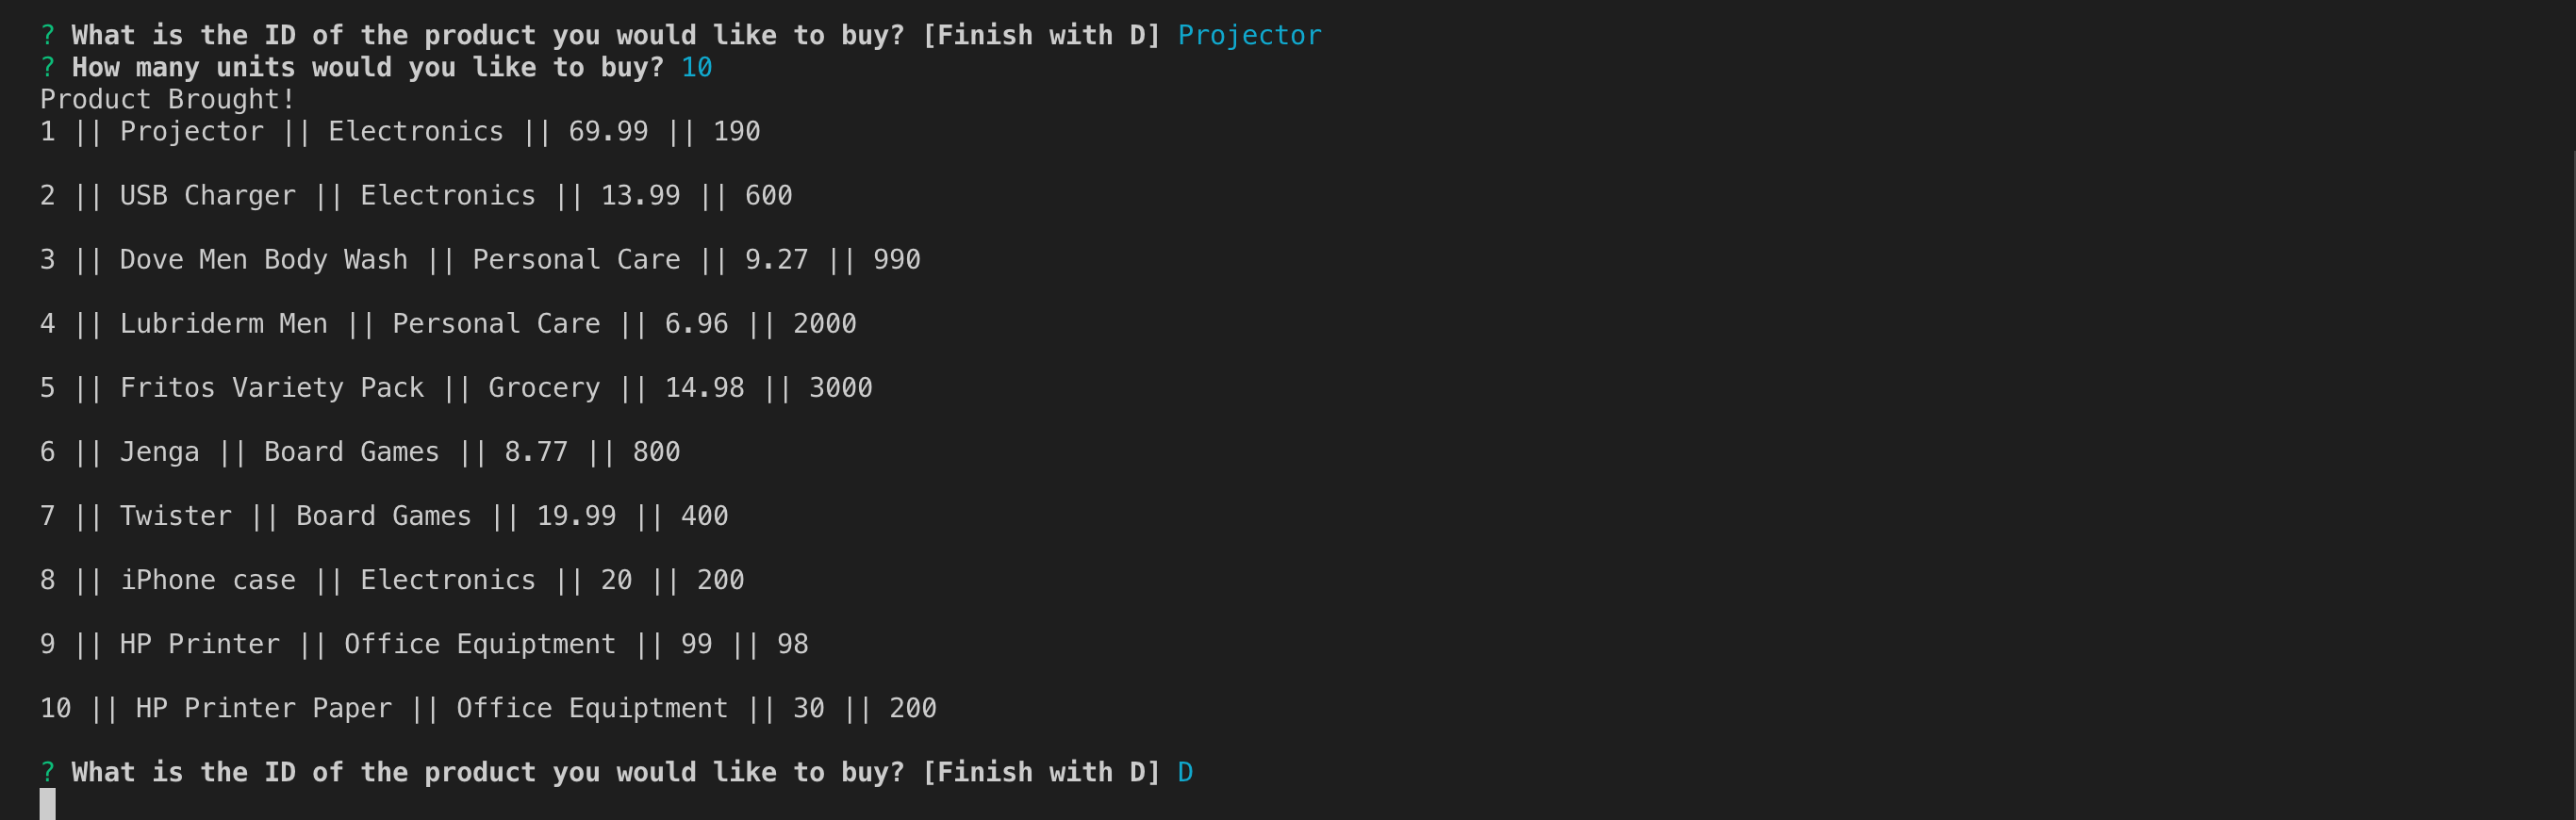 ? What is the ID of the product you would like to buy? [Finish with D] Projector
? How many units would you like to buy? 10
Product Brought!
1 || Projector || Electronics || 69.99 || 190
2 || USB Charger || Electronics || 13.99 || 600
3 || Dove Men Body Wash || Personal Care || 9.27 || 990
4 || Lubriderm Men || Personal Care || 6.96 || 2000
5 || Fritos Variety Pack || Grocery || 14.98 || 3000
6 || Jenga || Board Games || 8.77 || 800
7 || Twister || Board Games || 19.99 || 400
8 || iPhone case || Electronics || 20 || 200
9 || HP Printer || Office Equiptment || 99 || 98
10 || HP Printer Paper || Office Equiptment || 30 || 200
? What is the ID of the product you would like to buy? [Finish with D] D